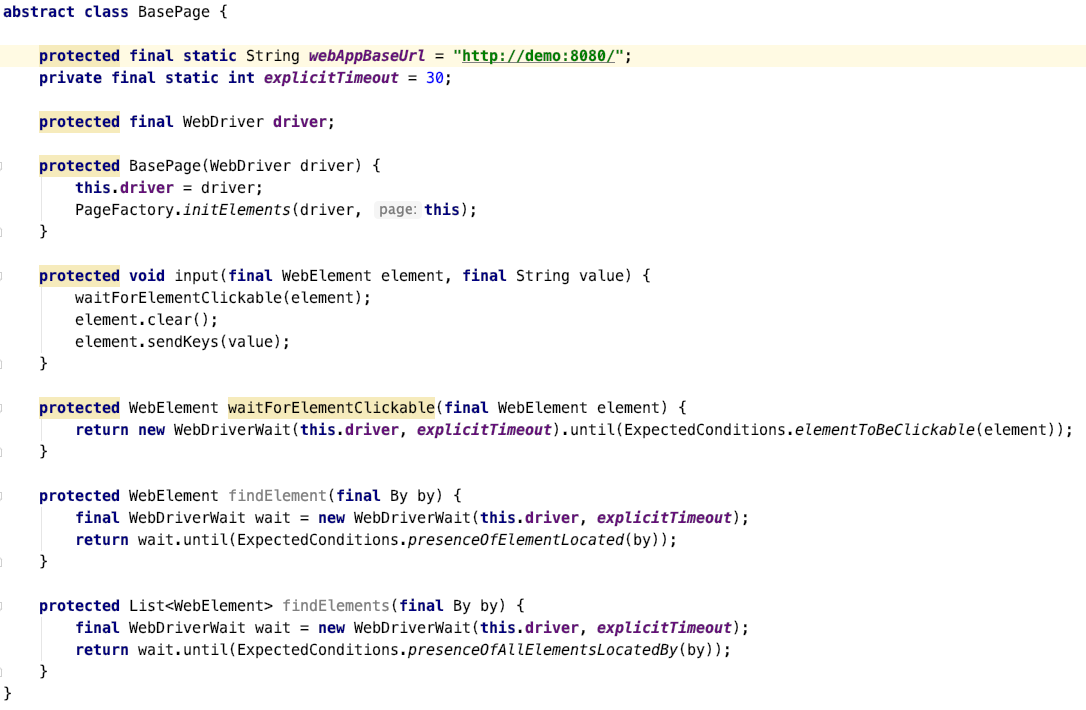 abstract class BasePage {
    protected final static String webAppBaseUrl = "http://demo:8080/";
    private final static int explicitTimeout = 30;
    protected final WebDriver driver;
    protected BasePage(WebDriver driver) {
        this.driver = driver;
        PageFactory.initElements(driver, page: this);
    }
    protected void input(final WebElement element, final String value) {
        waitForElementClickable(element);
        element.clear();
        element.sendKeys(value);
    }
    protected WebElement waitForElementClickable(final WebElement element) {
        return new WebDriverWait(this.driver, explicitTimeout).until(ExpectedConditions.elementToBeClickable(element));
    }
    protected WebElement findElement(final By by) {
        final WebDriverWait wait = new WebDriverWait(this.driver, explicitTimeout);
        return wait.until(ExpectedConditions.presenceOfElementLocated(by));
    }
    protected List<WebElement> findElements(final By by) {
        final WebDriverWait wait = new WebDriverWait(this.driver, explicitTimeout);
        return wait.until(ExpectedConditions.presenceOfAllElementsLocatedBy(by));
    }
}